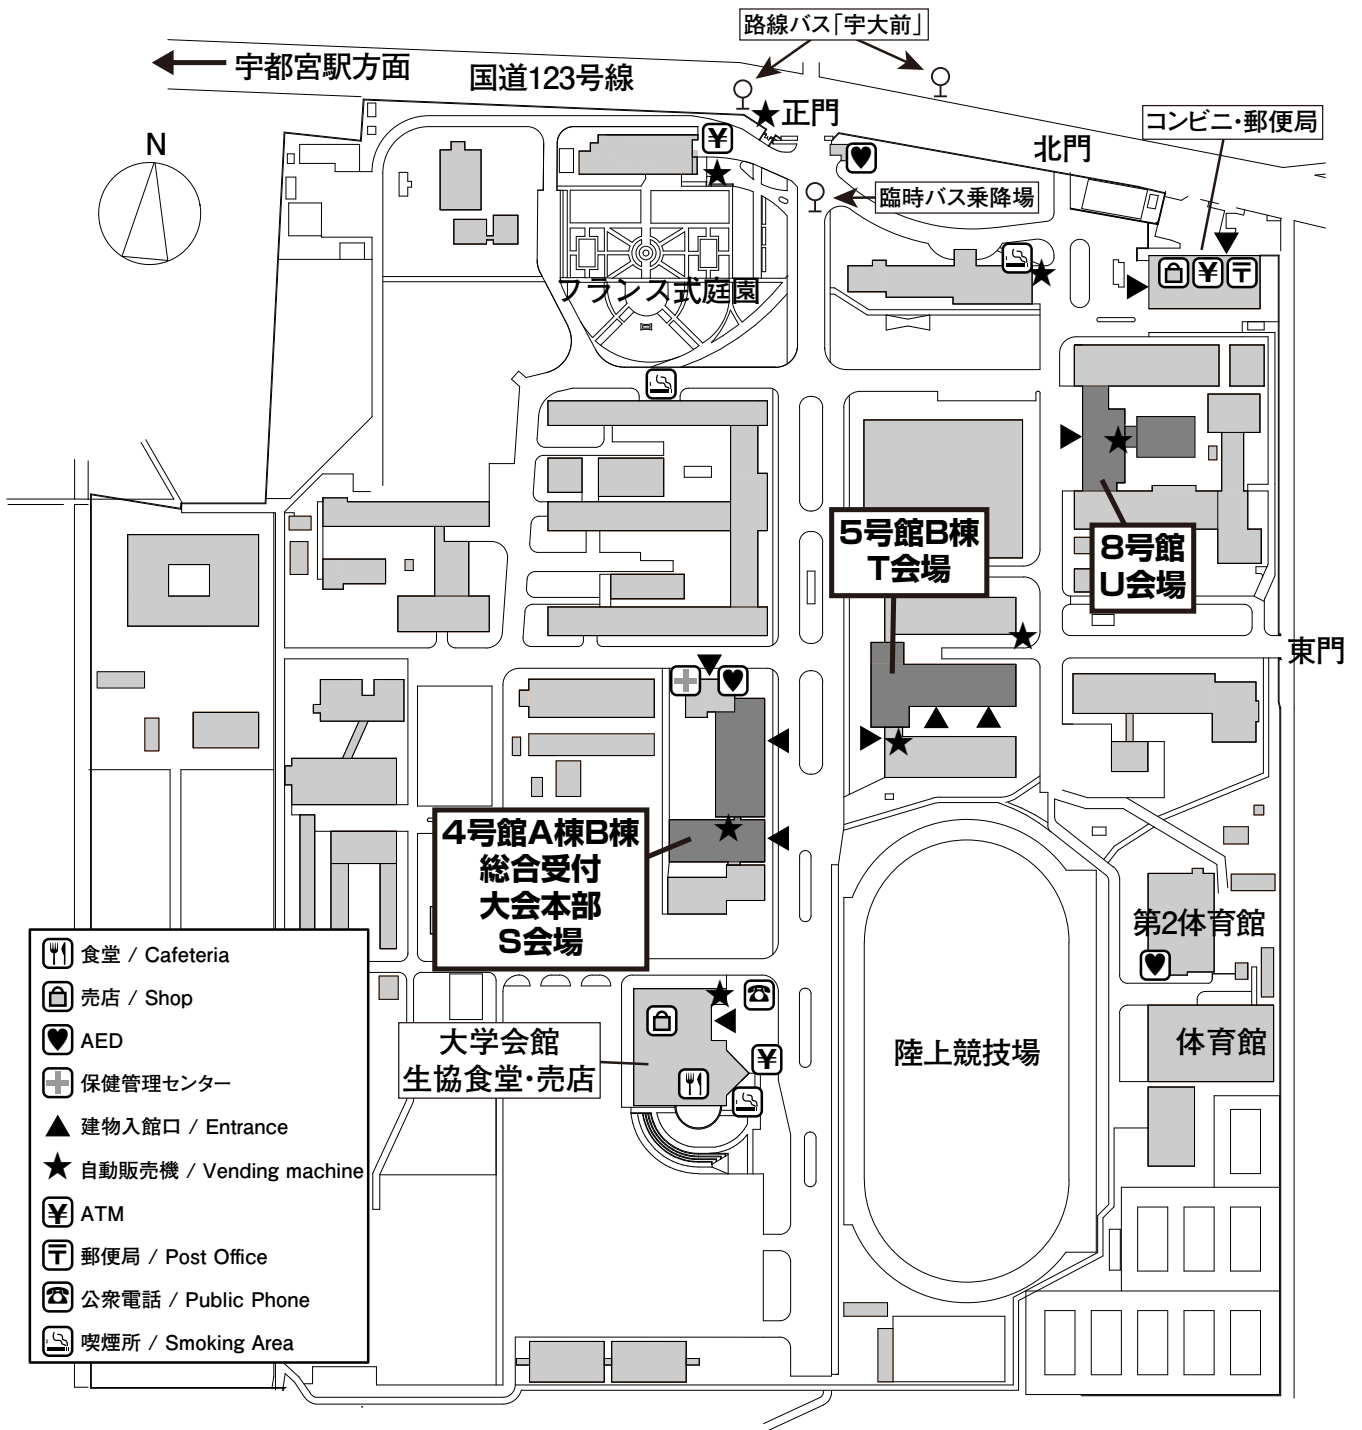 路線バス「宇大前」
宇都宮駅方面
国道123号線
正門
コンビニ・郵便局
北門
N
臨時バス乗降場
フランス式庭園
5号館B棟
T会場
8号館
U会場
東門
4号館A棟B棟
総合受付
大会本部
S会場
第2体育館
大学会館
生協食堂・売店
陸上競技場
体育館
食堂 / Cafeteria
売店 / Shop
AED
保健管理センター
建物入館口 / Entrance
自動販売機 / Vending machine
¥ ATM
〒 郵便局 / Post Office
公衆電話 / Public Phone
喫煙所 / Smoking Area